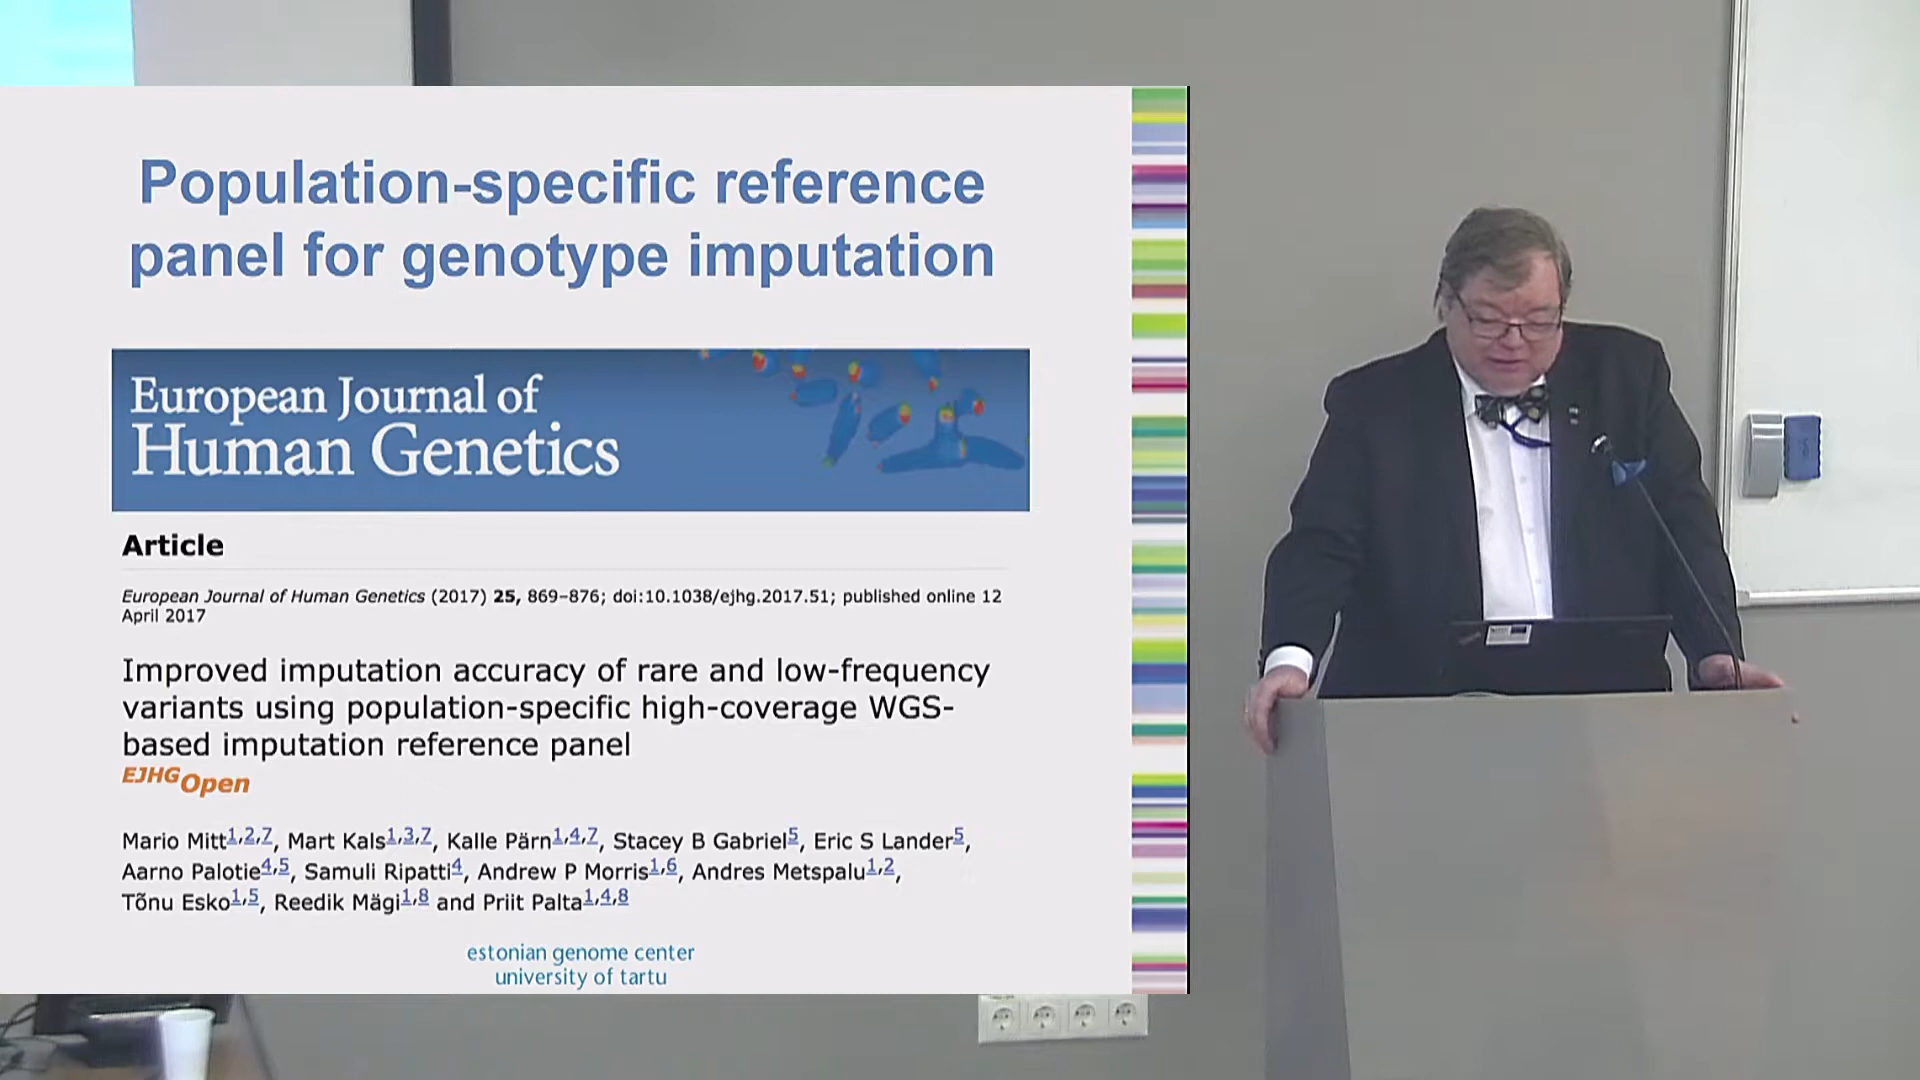 Population-specific reference
panel for genotype imputation
European Journal of
Human Genetics
Article
European Journal of Human Genetics (2017) 25, 869–876; doi:10.1038/ejhg.2017.51; published online 12
April 2017
Improved imputation accuracy of rare and low-frequency
variants using population-specific high-coverage WGS-
based imputation reference panel
EJHGOpen
Mario Mitt1,2,7, Mart Kals1,3,7, Kalle Pärn1,4,7, Stacey B Gabriel5, Eric S Lander5,
Aarno Palotie4,5, Samuli Ripatti4, Andrew P Morris1,6, Andres Metspalu1,2,
Tõnu Esko1,5, Reedik Mägi1,8 and Priit Palta1,4,8
estonian genome center
university of tartu